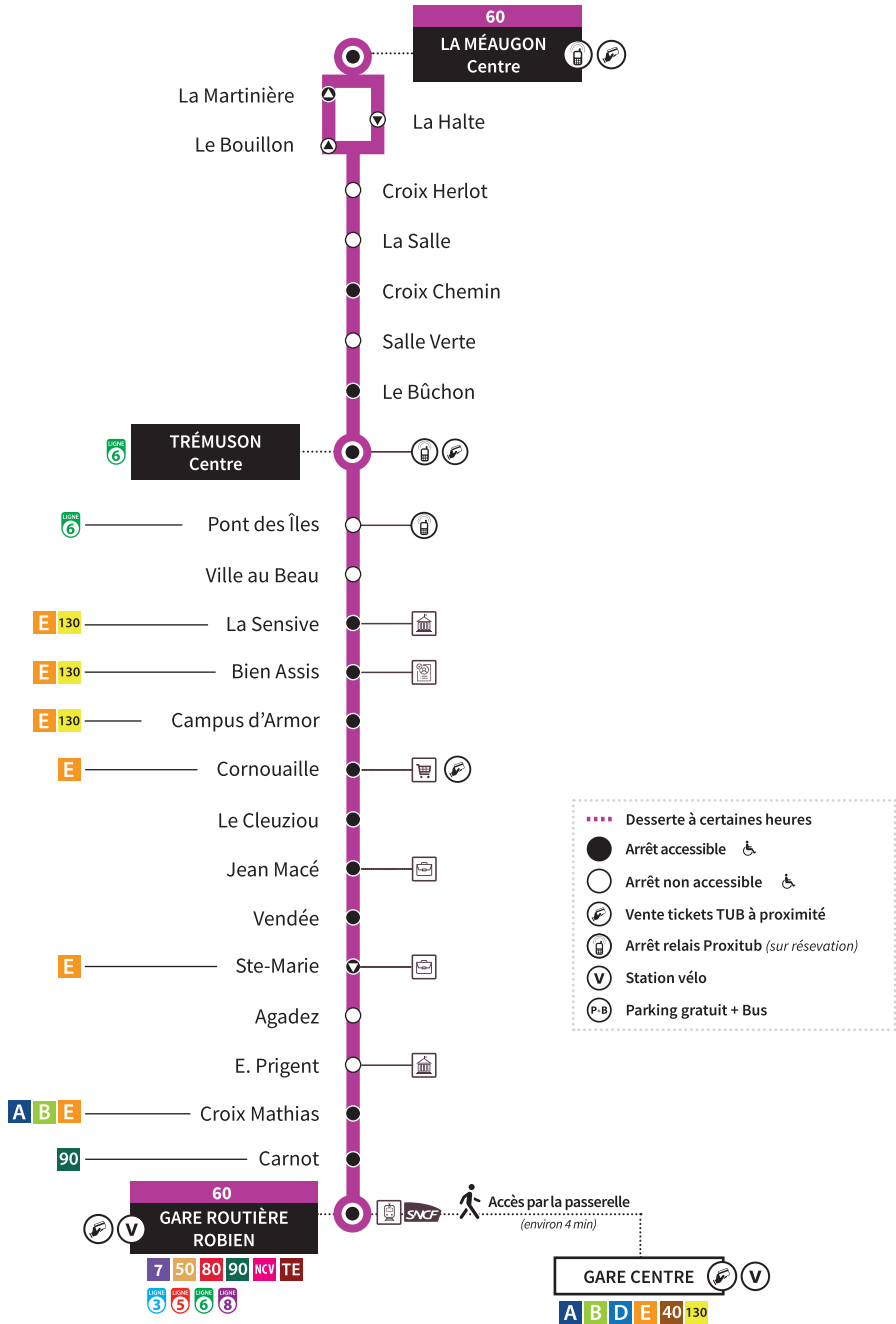 60
LA MÉAUGON
Centre
La Martinière
La Halte
Le Bouillon
Croix Herlot
La Salle
Croix Chemin
Salle Verte
Le Bûchon
LIGNE
6
TRÉMUSON
Centre
LIGNE
6
Pont des Îles
Ville au Beau
E 130
La Sensive
E 130
Bien Assis
E 130
Campus d'Armor
E
Cornouaille
Le Cleuziou
Jean Macé
Vendée
E
Ste-Marie
Agadez
E. Prigent
A B E
Croix Mathias
90
Carnot
60
GARE ROUTIÈRE
ROBIEN
V
SNCF
7 50 80 90 NCV TE
LIGNE LIGNE LIGNE LIGNE
3 5 6 8
Accès par la passerelle
(environ 4 min)
GARE CENTRE
V
A B D E 40 130
Desserte à certaines heures
Arrêt accessible
Arrêt non accessible
Vente tickets TUB à proximité
Arrêt relais Proxitub (sur résevation)
V Station vélo
P+B Parking gratuit + Bus